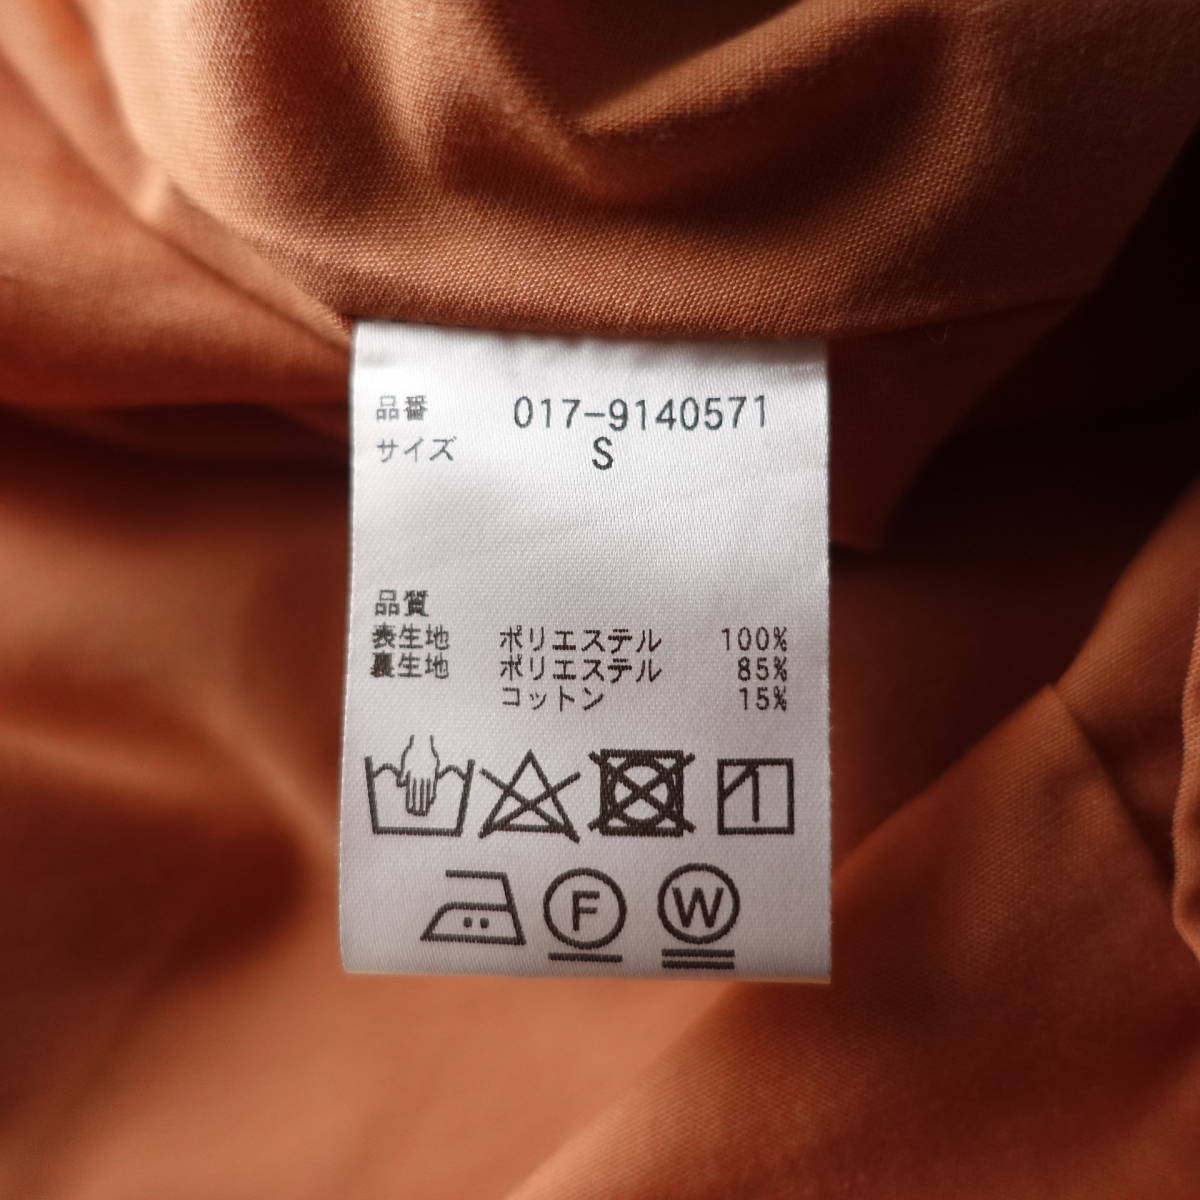 品番 017-9140571
サイズ S
品質
表生地 ポリエステル 100%
裏生地 ポリエステル 85%
コットン 15%
F W